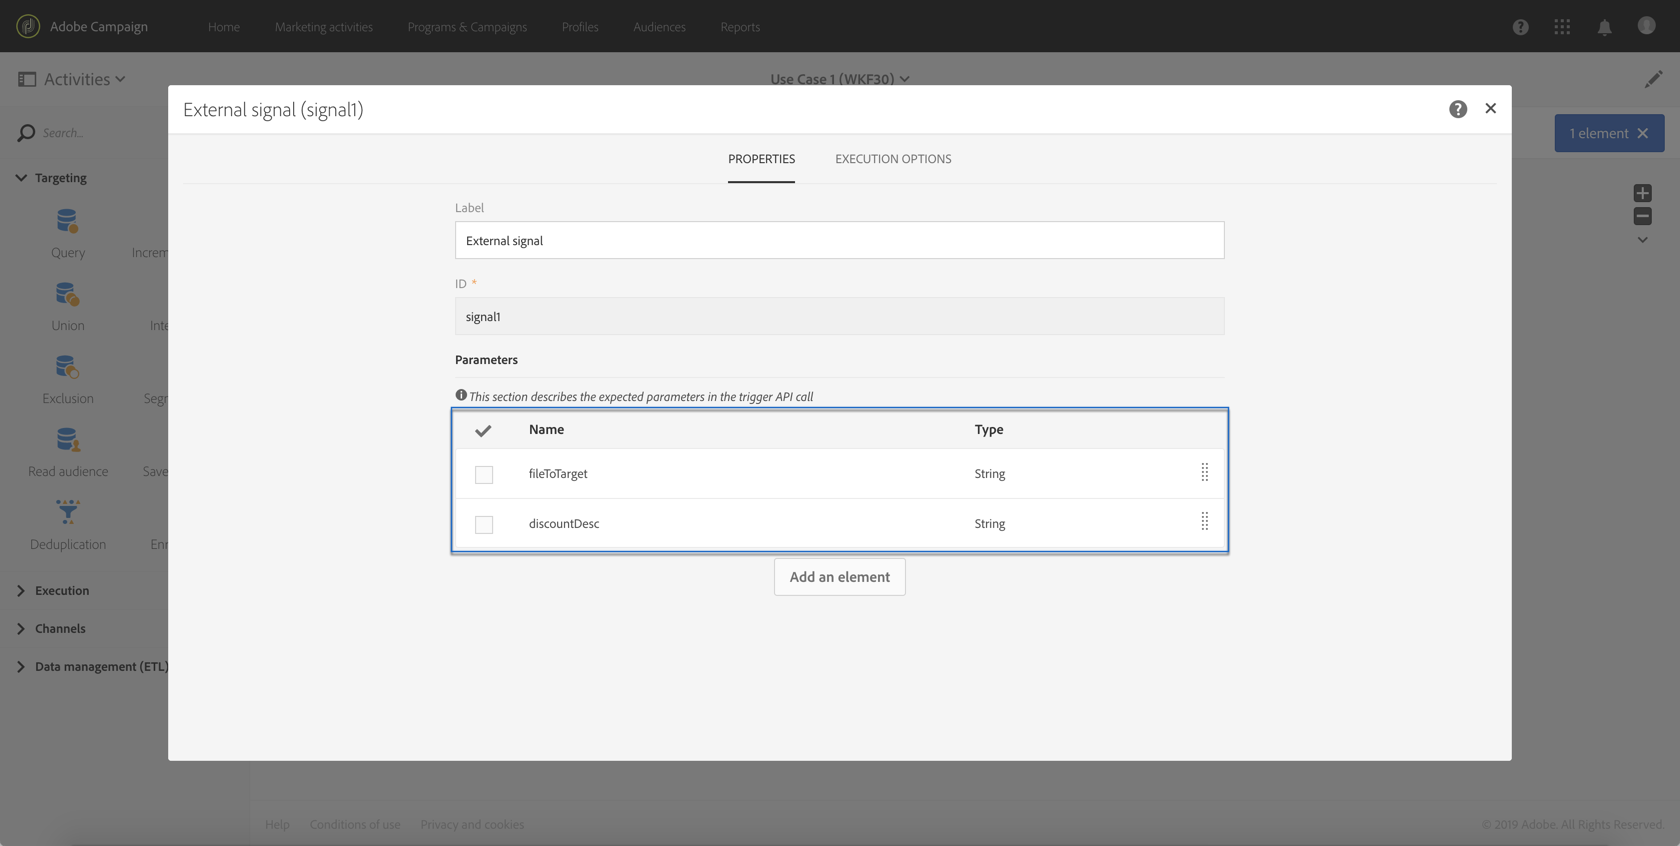 Adobe Campaign
Home
Marketing activities
Programs & Campaigns
Profiles
Audiences
Reports
Activities
Use Case 1 (WKF30)
Search...
1 element
Targeting
Query
Increm
Union
Inte
Exclusion
Segr
Read audience
Save
Deduplication
Enr
Execution
Channels
Data management (ETL)
External signal (signal1)
PROPERTIES
EXECUTION OPTIONS
Label
External signal
ID *
signal1
Parameters
This section describes the expected parameters in the trigger API call
Name Type
fileToTarget String
discountDesc String
Add an element
Help
Conditions of use
Privacy and cookies
© 2019 Adobe. All Rights Reserved.